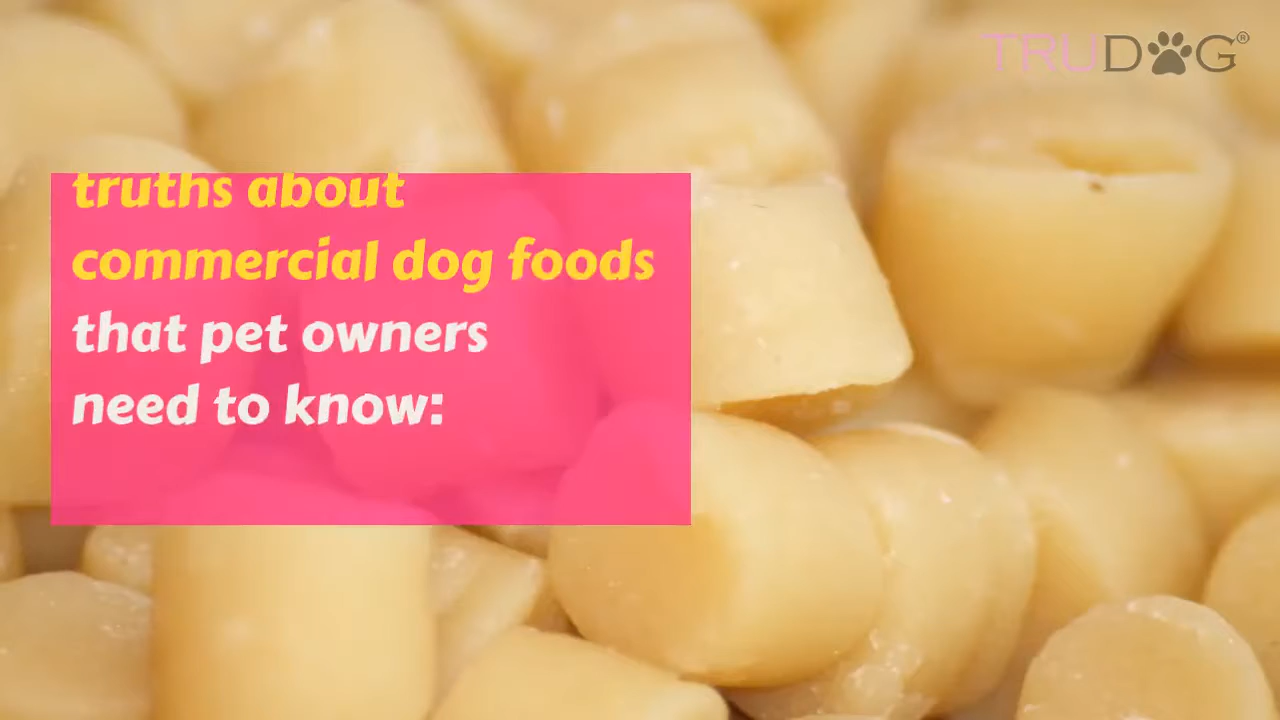 TRUDOG®
truths about
commercial dog foods
that pet owners
need to know: